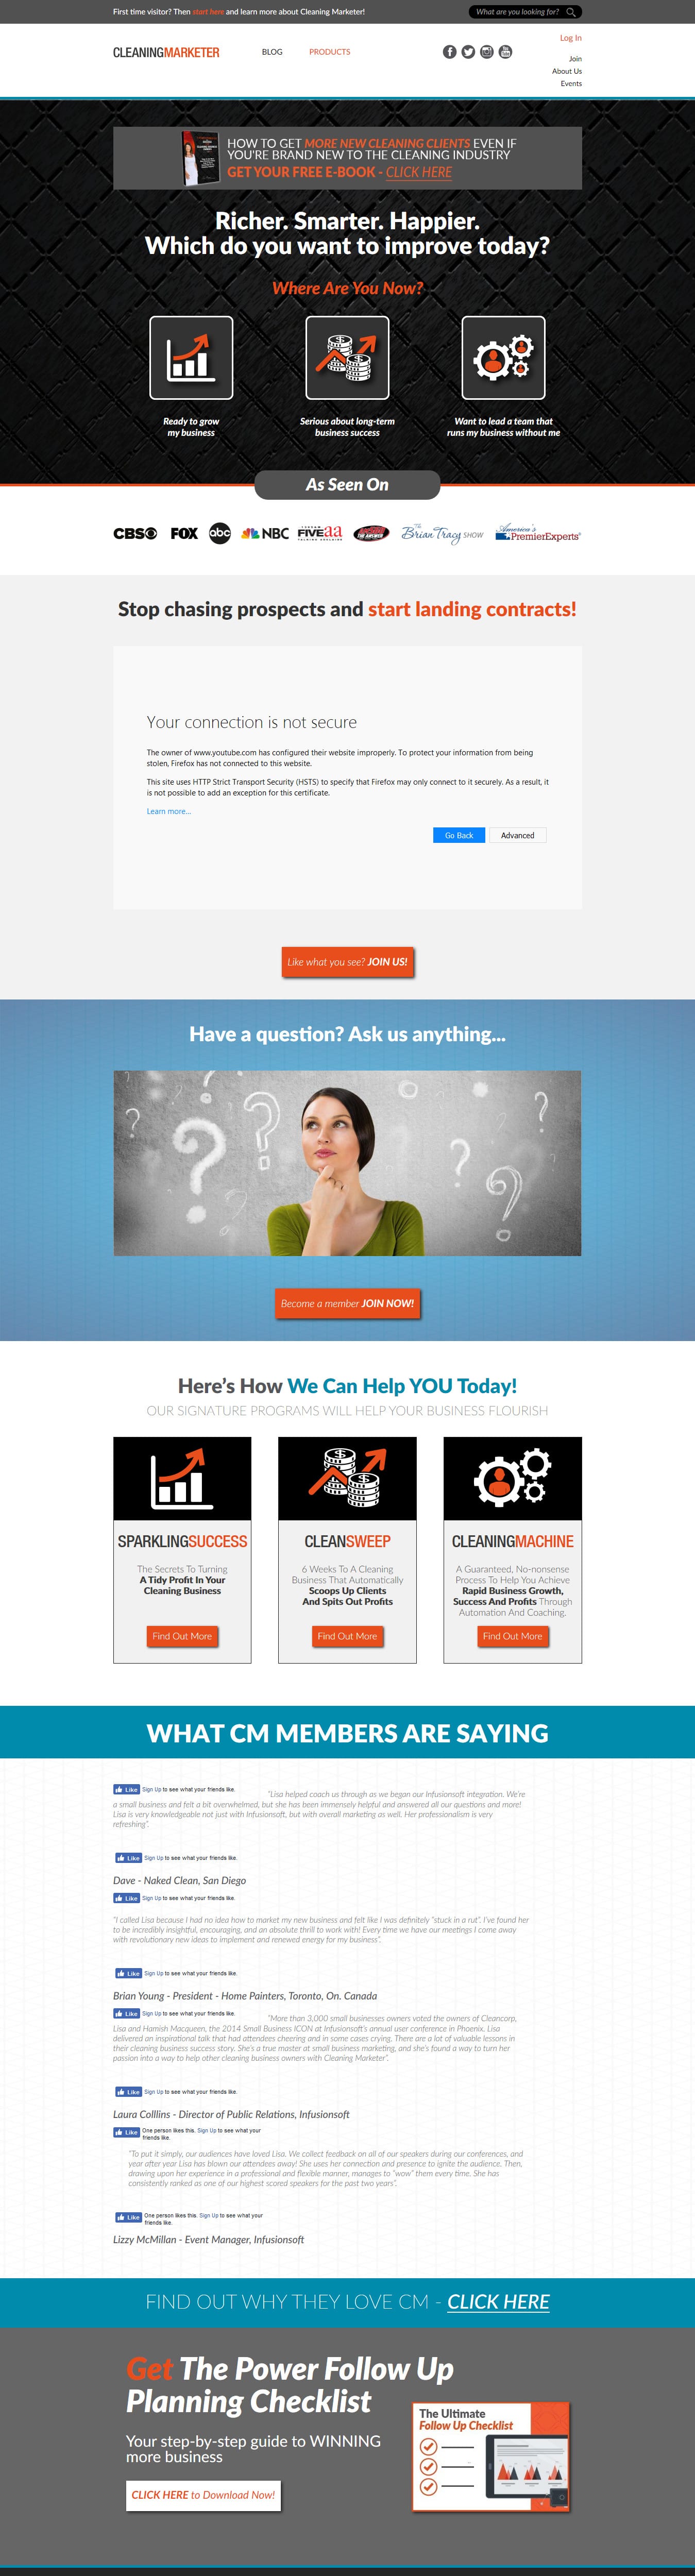 First time visitor? Then start here and learn more about Cleaning Marketer!
What are you looking for?
Log In
CLEANINGMARKETER
BLOG
PRODUCTS
Join
About Us
Events
HOW TO GET MORE NEW CLEANING CLIENTS EVEN IF
YOU'RE BRAND NEW TO THE CLEANING INDUSTRY
GET YOUR FREE E-BOOK - CLICK HERE
Richer. Smarter. Happier.
Which do you want to improve today?
Where Are You Now?
Ready to grow
my business
Serious about long-term
business success
Want to lead a team that
runs my business without me
As Seen On
CBS FOX abc NBC FIVE aa The Brian Tracy SHOW America's PremierExperts
Stop chasing prospects and start landing contracts!
Your connection is not secure
The owner of www.youtube.com has configured their website improperly. To protect your information from being
stolen, Firefox has not connected to this website.
This site uses HTTP Strict Transport Security (HSTS) to specify that Firefox may only connect to it securely. As a result, it
is not possible to add an exception for this certificate.
Learn more...
Go Back
Advanced
Like what you see? JOIN US!
Have a question? Ask us anything...
Become a member JOIN NOW!
Here's How We Can Help YOU Today!
OUR SIGNATURE PROGRAMS WILL HELP YOUR BUSINESS FLOURISH
SPARKLINGSUCCESS
The Secrets To Turning
A Tidy Profit In Your
Cleaning Business
Find Out More
CLEANSWEEP
6 Weeks To A Cleaning
Business That Automatically
Scoops Up Clients
And Spits Out Profits
Find Out More
CLEANINGMACHINE
A Guaranteed, No-nonsense
Process To Help You Achieve
Rapid Business Growth,
Success And Profits Through
Automation And Coaching.
Find Out More
WHAT CM MEMBERS ARE SAYING
Like Sign Up to see what your friends like.
"Lisa helped coach us through as we began our Infusionsoft integration. We're
a small business and felt a bit overwhelmed, but she has been immensely helpful and answered all our questions and more!
Lisa is very knowledgeable not just with Infusionsoft, but with overall marketing as well. Her professionalism is very
refreshing".
Like Sign Up to see what your friends like.
Dave - Naked Clean, San Diego
Like Sign Up to see what your friends like.
"I called Lisa because I had no idea how to market my new business and felt like I was definitely "stuck in a rut". I've found her
to be incredibly insightful, encouraging, and an absolute thrill to work with! Every time we have our meetings I come away
with revolutionary new ideas to implement and renewed energy for my business".
Like Sign Up to see what your friends like.
Brian Young - President - Home Painters, Toronto, On. Canada
Like Sign Up to see what your friends like.
"More than 3,000 small businesses owners voted the owners of Cleancorp,
Lisa and Hamish Macqueen, the 2014 Small Business ICON at Infusionsoft's annual user conference in Phoenix. Lisa
delivered an inspirational talk that had attendees cheering and in some cases crying. There are a lot of valuable lessons in
their cleaning business success story. She's a true master at small business marketing, and she's found a way to turn her
passion into a way to help other cleaning business owners with Cleaning Marketer".
Like Sign Up to see what your friends like.
Laura Colllins - Director of Public Relations, Infusionsoft
Like One person likes this. Sign Up to see what your
friends like.
"To put it simply, our audiences have loved Lisa. We collect feedback on all of our speakers during our conferences, and
year after year Lisa has blown our attendees away! She uses her connection and presence to ignite the audience. Then,
drawing upon her experience in a professional and flexible manner, manages to "wow" them every time. She has
consistently ranked as one of our highest scored speakers for the past two years".
Like One person likes this. Sign Up to see what your
friends like.
Lizzy McMillan - Event Manager, Infusionsoft
FIND OUT WHY THEY LOVE CM - CLICK HERE
Get The Power Follow Up
Planning Checklist
Your step-by-step guide to WINNING
more business
CLICK HERE to Download Now!
The Ultimate
Follow Up Checklist